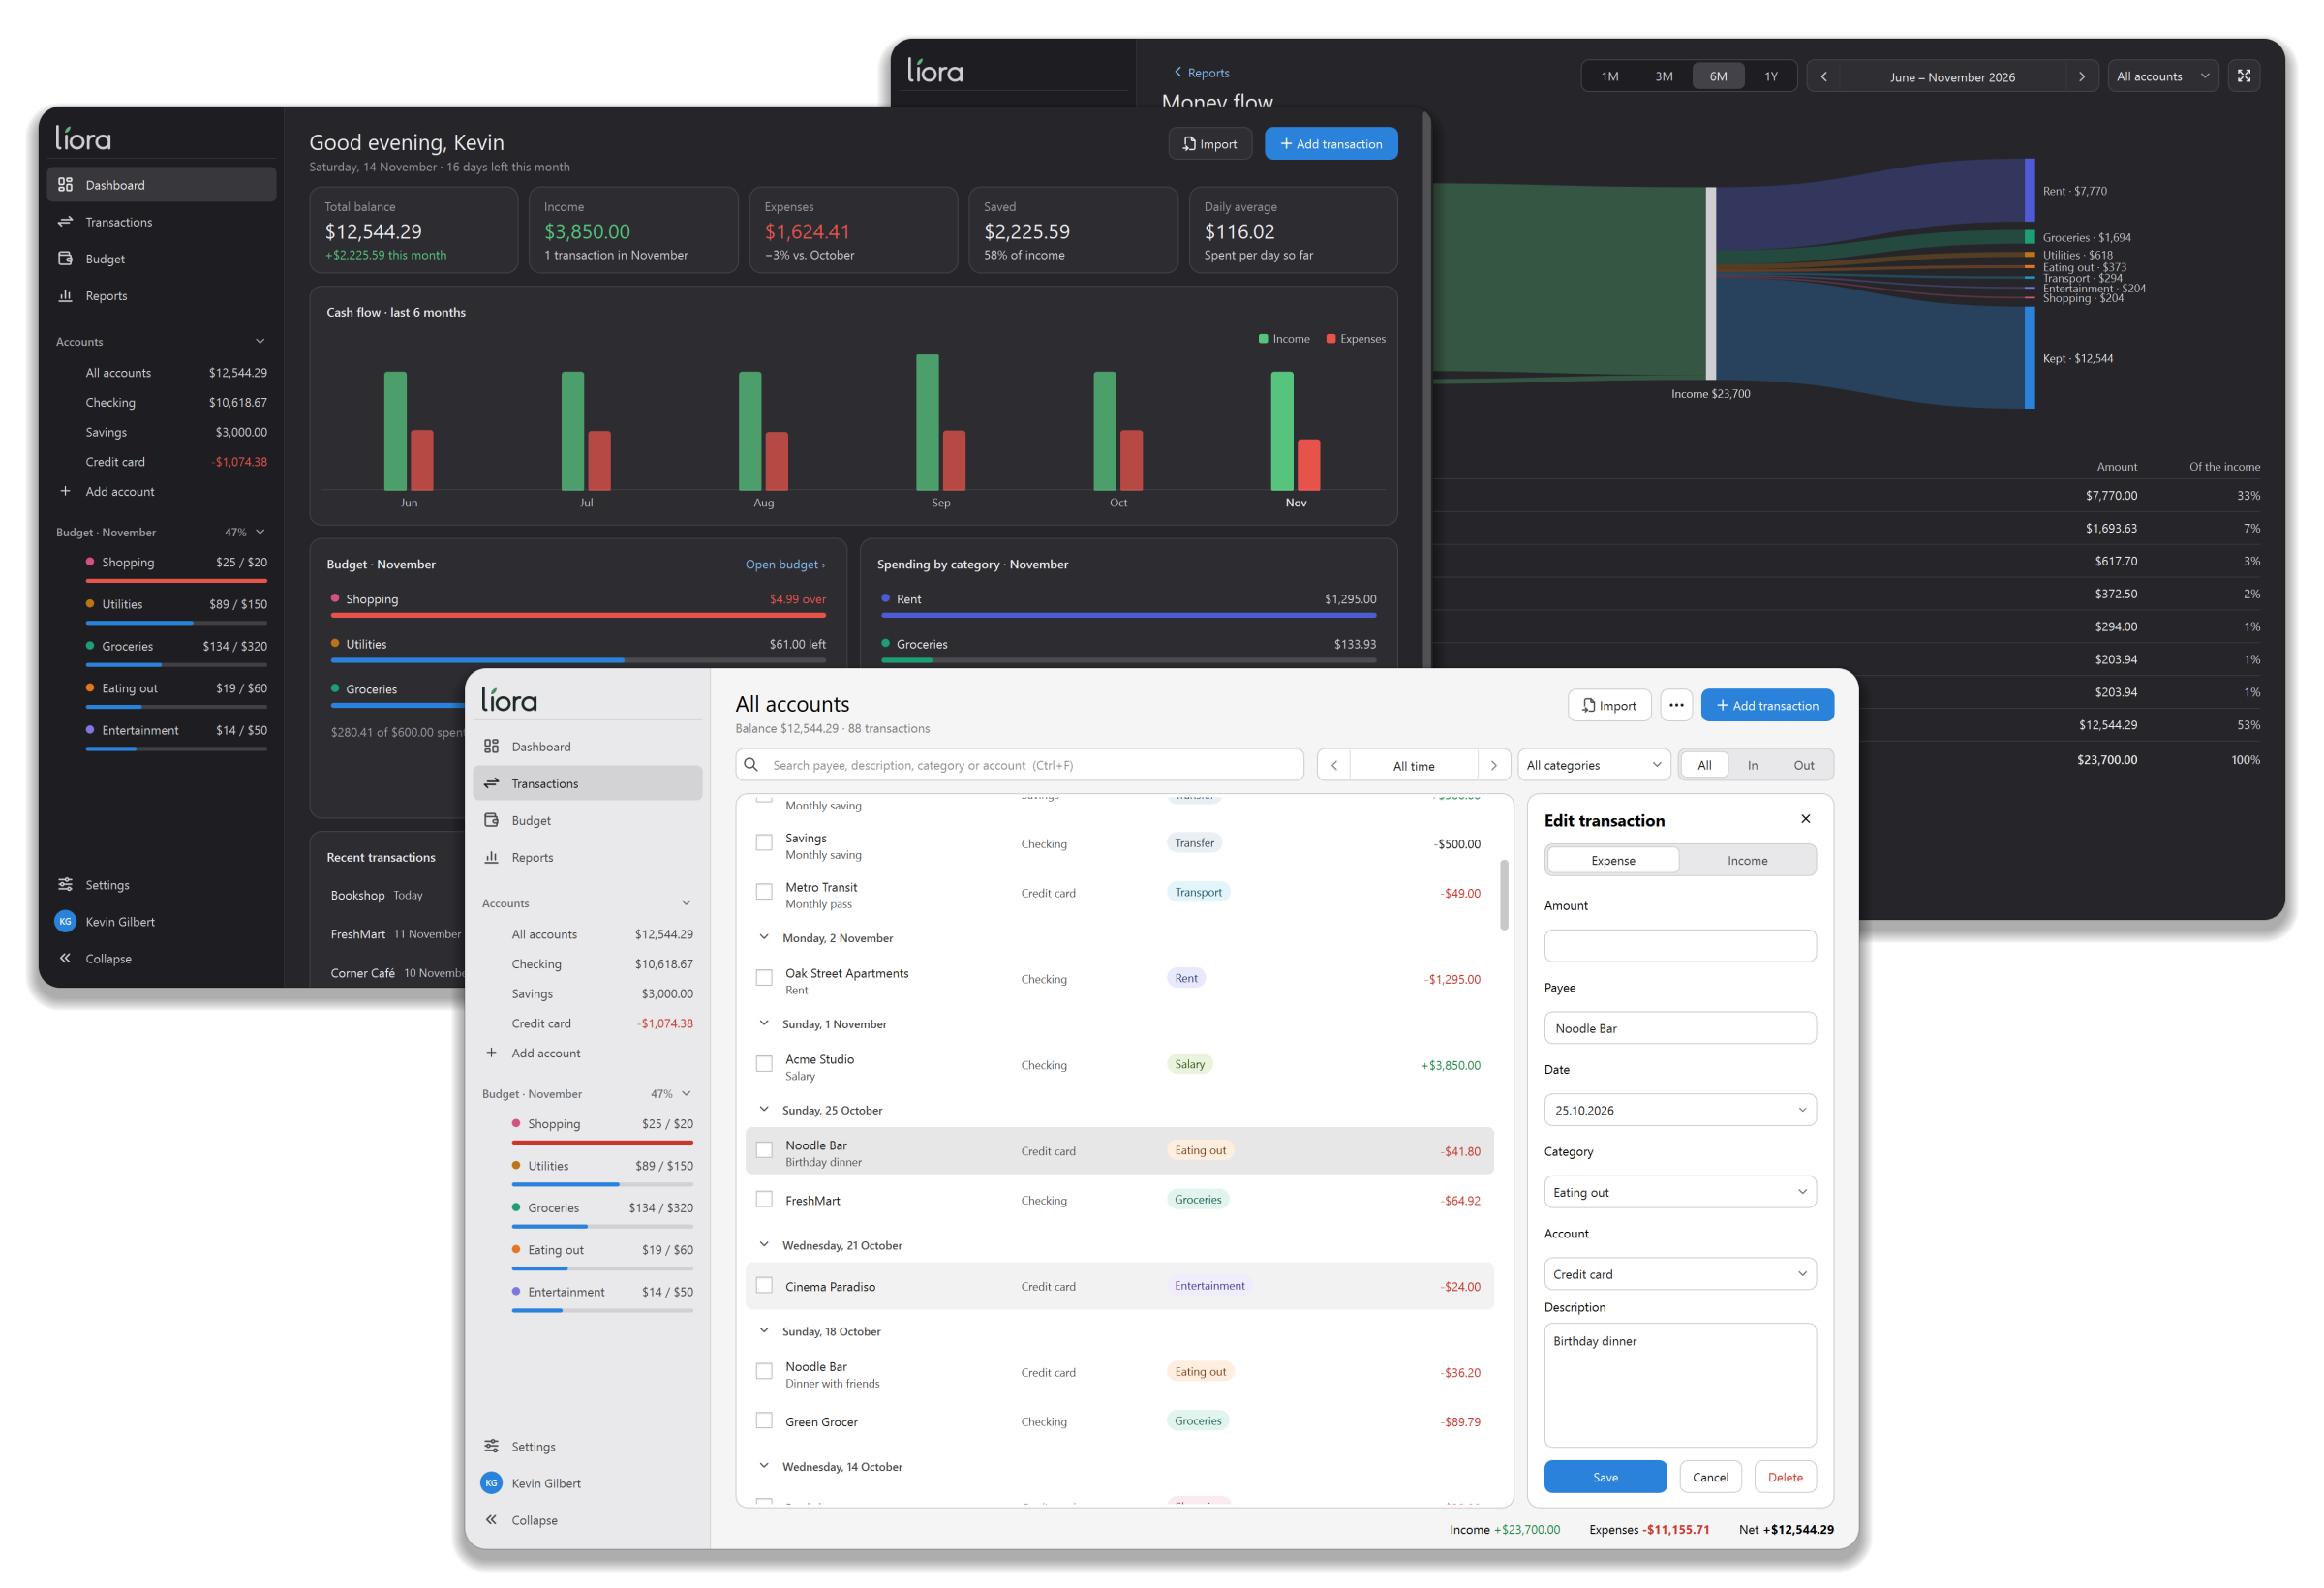 líora
Dashboard
Transactions
Budget
Reports
Accounts
All accounts $12,544.29
Checking $10,618.67
Savings $3,000.00
Credit card -$1,074.38
Add account
Budget · November 47%
Shopping $25 / $20
Utilities $89 / $150
Groceries $134 / $320
Eating out $19 / $60
Entertainment $14 / $50
Settings
KG Kevin Gilbert
Collapse
Good evening, Kevin
Saturday, 14 November · 16 days left this month
Import
+ Add transaction
Total balance
$12,544.29
+$2,225.59 this month
Income
$3,850.00
1 transaction in November
Expenses
$1,624.41
−3% vs. October
Saved
$2,225.59
58% of income
Daily average
$116.02
Spent per day so far
Cash flow · last 6 months
Income Expenses
Jun Jul Aug Sep Oct Nov
Budget · November Open budget ›
Shopping $4.99 over
Utilities $61.00 left
Groceries
$280.41 of $600.00 spent
Spending by category · November
Rent $1,295.00
Groceries $133.93
Recent transactions
Bookshop Today
FreshMart 11 November
Corner Café 10 Novembe
líora
Reports
Money flow
1M 3M 6M 1Y
June – November 2026
All accounts
Rent · $7,770
Groceries · $1,694
Utilities · $618
Eating out · $373
Transport · $294
Entertainment · $204
Shopping · $204
Kept · $12,544
Income $23,700
Amount Of the income
$7,770.00 33%
$1,693.63 7%
$617.70 3%
$372.50 2%
$294.00 1%
$203.94 1%
$203.94 1%
$12,544.29 53%
$23,700.00 100%
líora
Dashboard
Transactions
Budget
Reports
Accounts
All accounts $12,544.29
Checking $10,618.67
Savings $3,000.00
Credit card -$1,074.38
Add account
Budget · November 47%
Shopping $25 / $20
Utilities $89 / $150
Groceries $134 / $320
Eating out $19 / $60
Entertainment $14 / $50
Settings
KG Kevin Gilbert
Collapse
All accounts
Balance $12,544.29 · 88 transactions
Import
+ Add transaction
Search payee, description, category or account (Ctrl+F)
All time
All categories
All In Out
Monthly saving
Savings Checking Transfer -$500.00
Monthly saving
Metro Transit Credit card Transport -$49.00
Monthly pass
Monday, 2 November
Oak Street Apartments Checking Rent -$1,295.00
Rent
Sunday, 1 November
Acme Studio Checking Salary +$3,850.00
Salary
Sunday, 25 October
Noodle Bar Credit card Eating out -$41.80
Birthday dinner
FreshMart Checking Groceries -$64.92
Wednesday, 21 October
Cinema Paradiso Credit card Entertainment -$24.00
Sunday, 18 October
Noodle Bar Credit card Eating out -$36.20
Dinner with friends
Green Grocer Checking Groceries -$89.79
Wednesday, 14 October
Edit transaction
Expense Income
Amount
Payee
Noodle Bar
Date
25.10.2026
Category
Eating out
Account
Credit card
Description
Birthday dinner
Save Cancel Delete
Income +$23,700.00 Expenses -$11,155.71 Net +$12,544.29